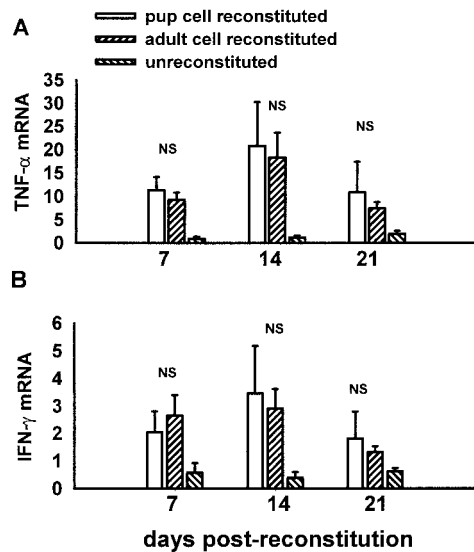 A
pup cell reconstituted
adult cell reconstituted
unreconstituted
TNF-α mRNA
35
30
25
20
15
10
5
0
NS
NS
NS
7
14
21
B
IFN-γ mRNA
6
5
4
3
2
1
0
NS
NS
NS
7
14
21
days post-reconstitution